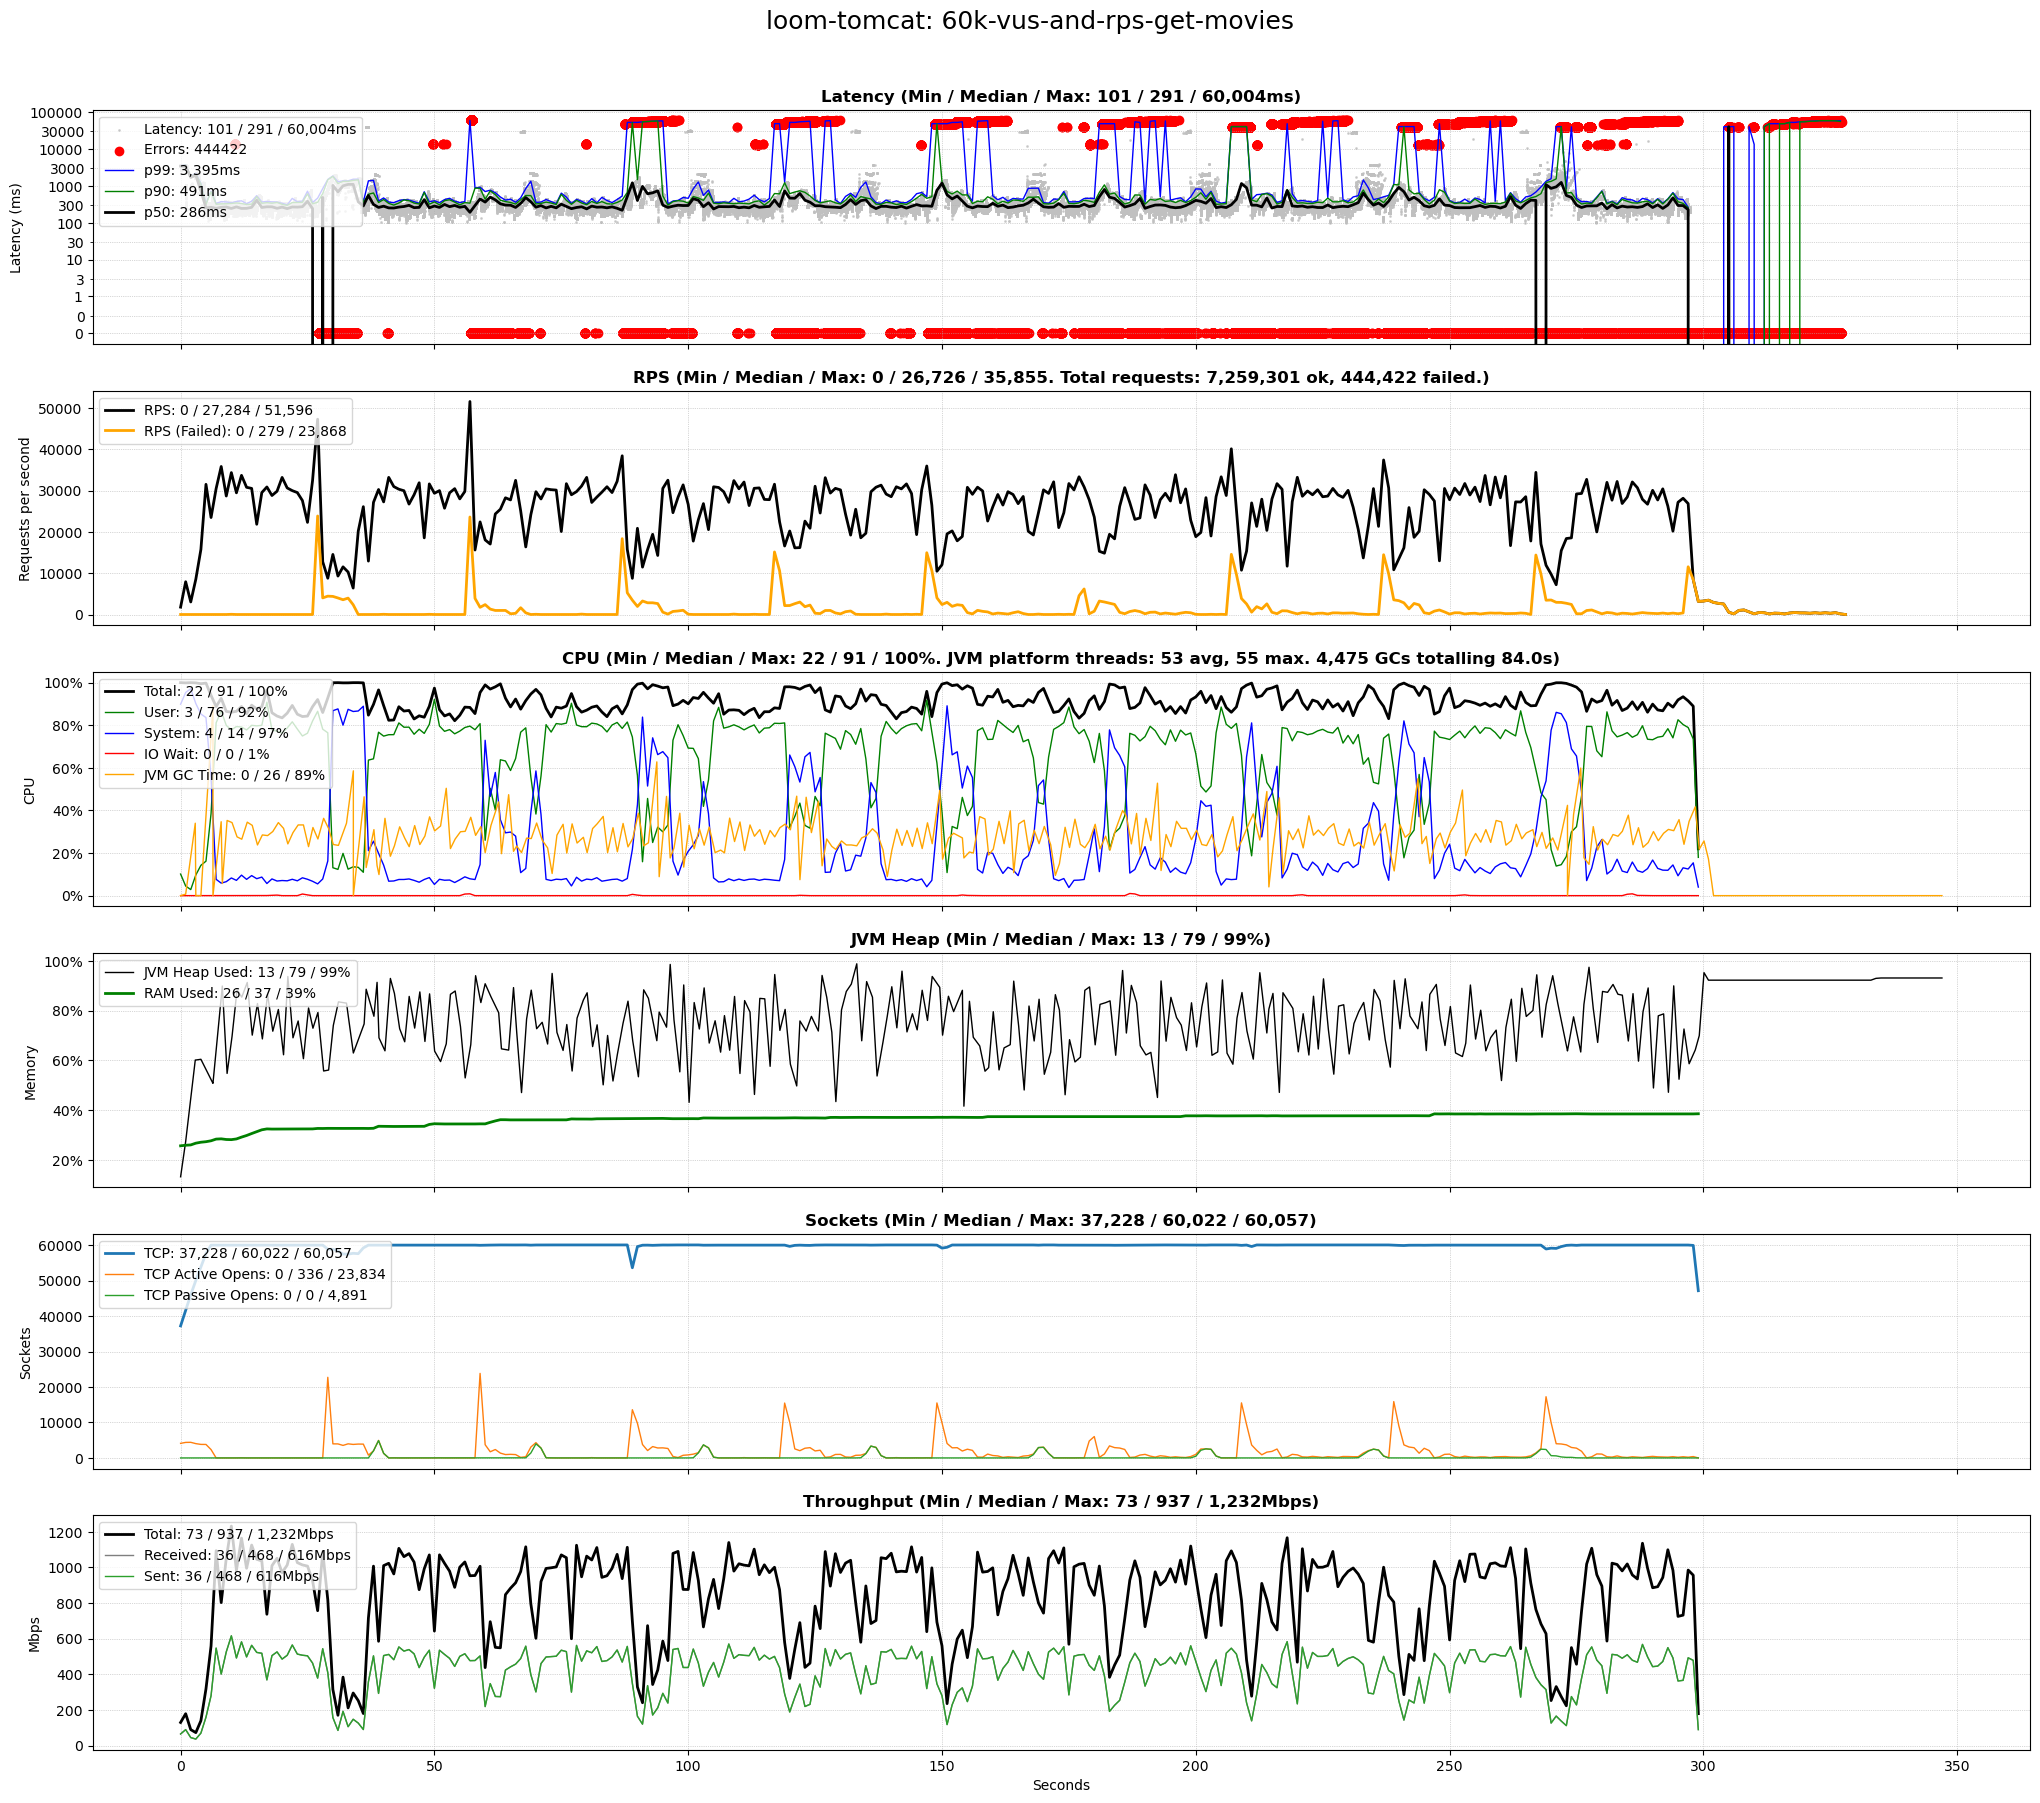 loom-tomcat: 60k-vus-and-rps-get-movies
Latency (Min / Median / Max: 101 / 291 / 60,004ms)
Latency (ms)
100000
30000
10000
3000
1000
300
100
30
10
3
1
0
0
Latency: 101 / 291 / 60,004ms
Errors: 444422
p99: 3,395ms
p90: 491ms
p50: 286ms
RPS (Min / Median / Max: 0 / 26,726 / 35,855. Total requests: 7,259,301 ok, 444,422 failed.)
Requests per second
50000
40000
30000
20000
10000
0
RPS: 0 / 27,284 / 51,596
RPS (Failed): 0 / 279 / 23,868
CPU (Min / Median / Max: 22 / 91 / 100%. JVM platform threads: 53 avg, 55 max. 4,475 GCs totalling 84.0s)
CPU
100%
80%
60%
40%
20%
0%
Total: 22 / 91 / 100%
User: 3 / 76 / 92%
System: 4 / 14 / 97%
IO Wait: 0 / 0 / 1%
JVM GC Time: 0 / 26 / 89%
JVM Heap (Min / Median / Max: 13 / 79 / 99%)
Memory
100%
80%
60%
40%
20%
JVM Heap Used: 13 / 79 / 99%
RAM Used: 26 / 37 / 39%
Sockets (Min / Median / Max: 37,228 / 60,022 / 60,057)
Sockets
60000
50000
40000
30000
20000
10000
0
TCP: 37,228 / 60,022 / 60,057
TCP Active Opens: 0 / 336 / 23,834
TCP Passive Opens: 0 / 0 / 4,891
Throughput (Min / Median / Max: 73 / 937 / 1,232Mbps)
Mbps
1200
1000
800
600
400
200
0
Total: 73 / 937 / 1,232Mbps
Received: 36 / 468 / 616Mbps
Sent: 36 / 468 / 616Mbps
0 50 100 150 200 250 300 350
Seconds